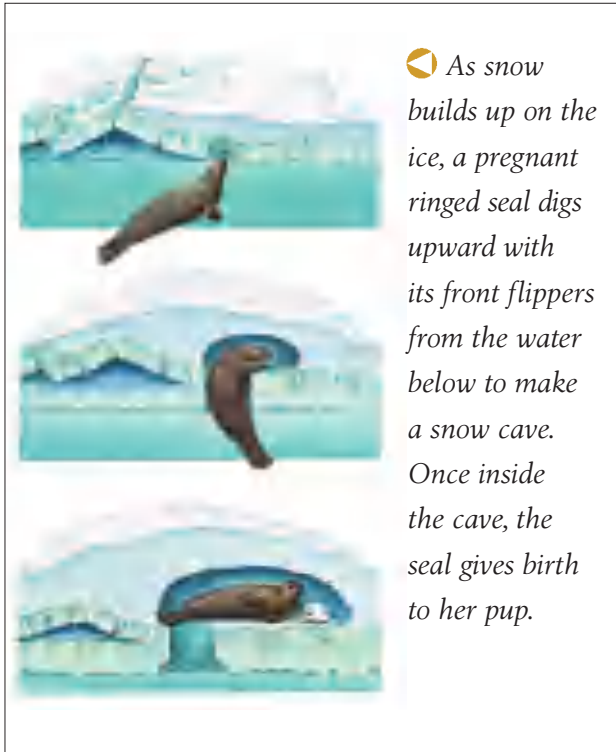 As snow
builds up on the
ice, a pregnant
ringed seal digs
upward with
its front flippers
from the water
below to make
a snow cave.
Once inside
the cave, the
seal gives birth
to her pup.